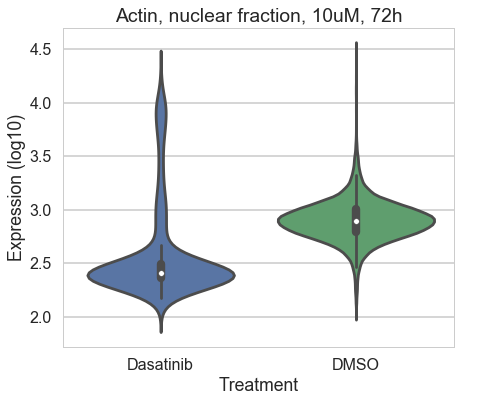 Actin, nuclear fraction, 10uM, 72h
Expression (log10)
4.5
4.0
3.5
3.0
2.5
2.0
Dasatinib
DMSO
Treatment